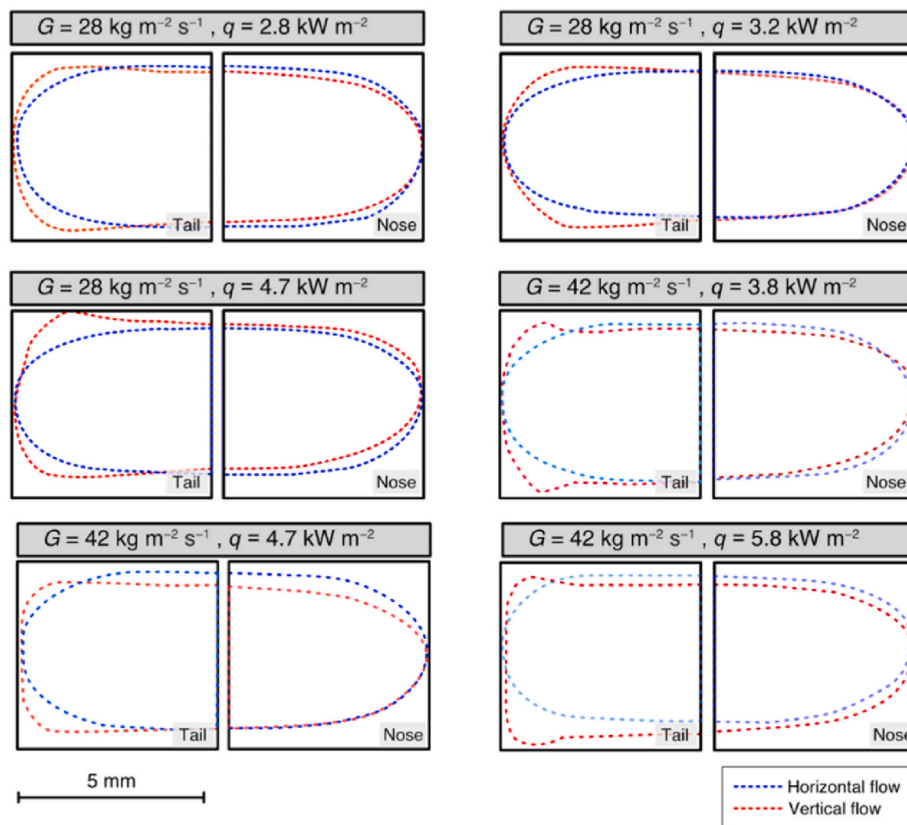 G = 28 kg m⁻² s⁻¹ , q = 2.8 kW m⁻²
G = 28 kg m⁻² s⁻¹ , q = 3.2 kW m⁻²
Tail
Nose
Tail
Nose
G = 28 kg m⁻² s⁻¹ , q = 4.7 kW m⁻²
G = 42 kg m⁻² s⁻¹ , q = 3.8 kW m⁻²
Tail
Nose
Tail
Nose
G = 42 kg m⁻² s⁻¹ , q = 4.7 kW m⁻²
G = 42 kg m⁻² s⁻¹ , q = 5.8 kW m⁻²
Tail
Nose
Tail
Nose
5 mm
Horizontal flow
Vertical flow